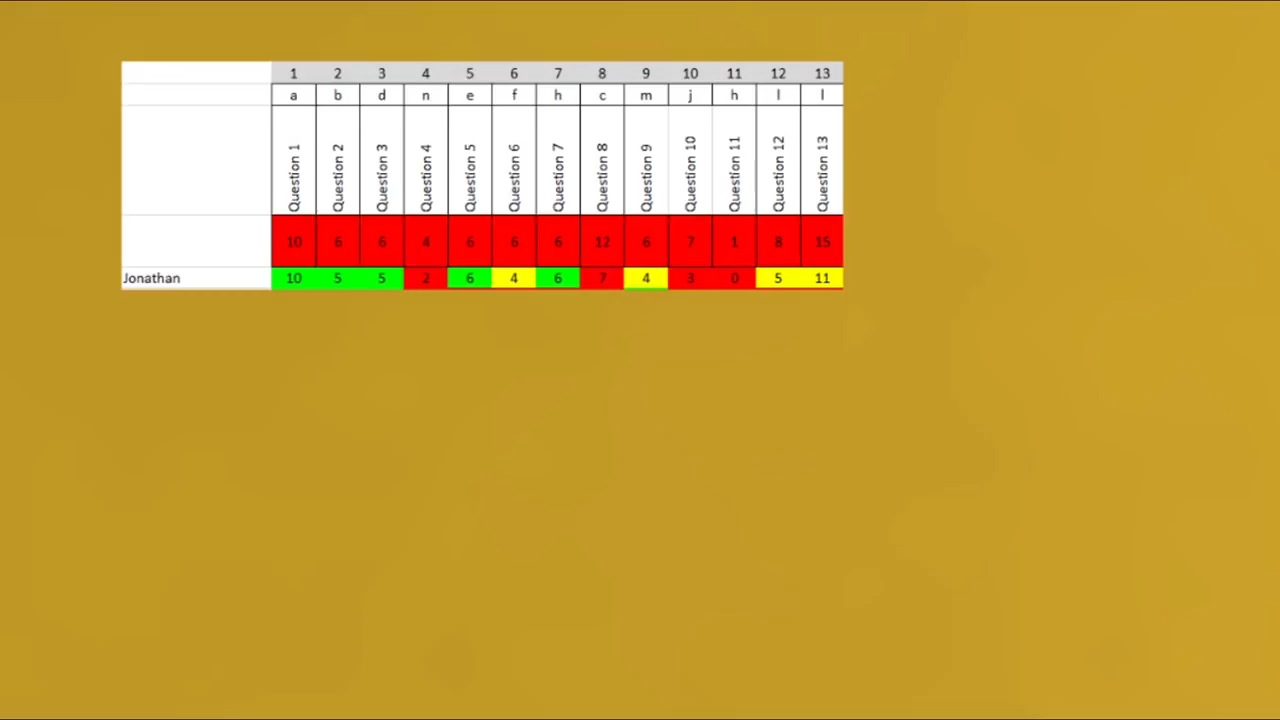 1 2 3 4 5 6 7 8 9 10 11 12 13
a b d n e f h c m j h l l
Question 1 Question 2 Question 3 Question 4 Question 5 Question 6 Question 7 Question 8 Question 9 Question 10 Question 11 Question 12 Question 13
10 6 6 4 6 6 6 12 6 7 1 8 15
Jonathan 10 5 5 2 6 4 6 7 4 3 0 5 11